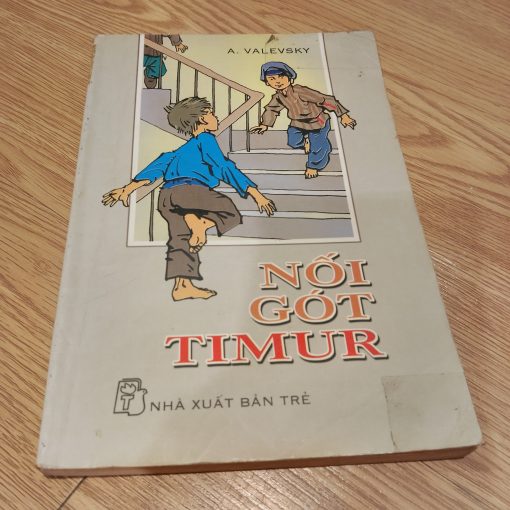 A. VALEVSKY
NỐI
GÓT
TIMUR
NHÀ XUẤT BẢN TRẺ